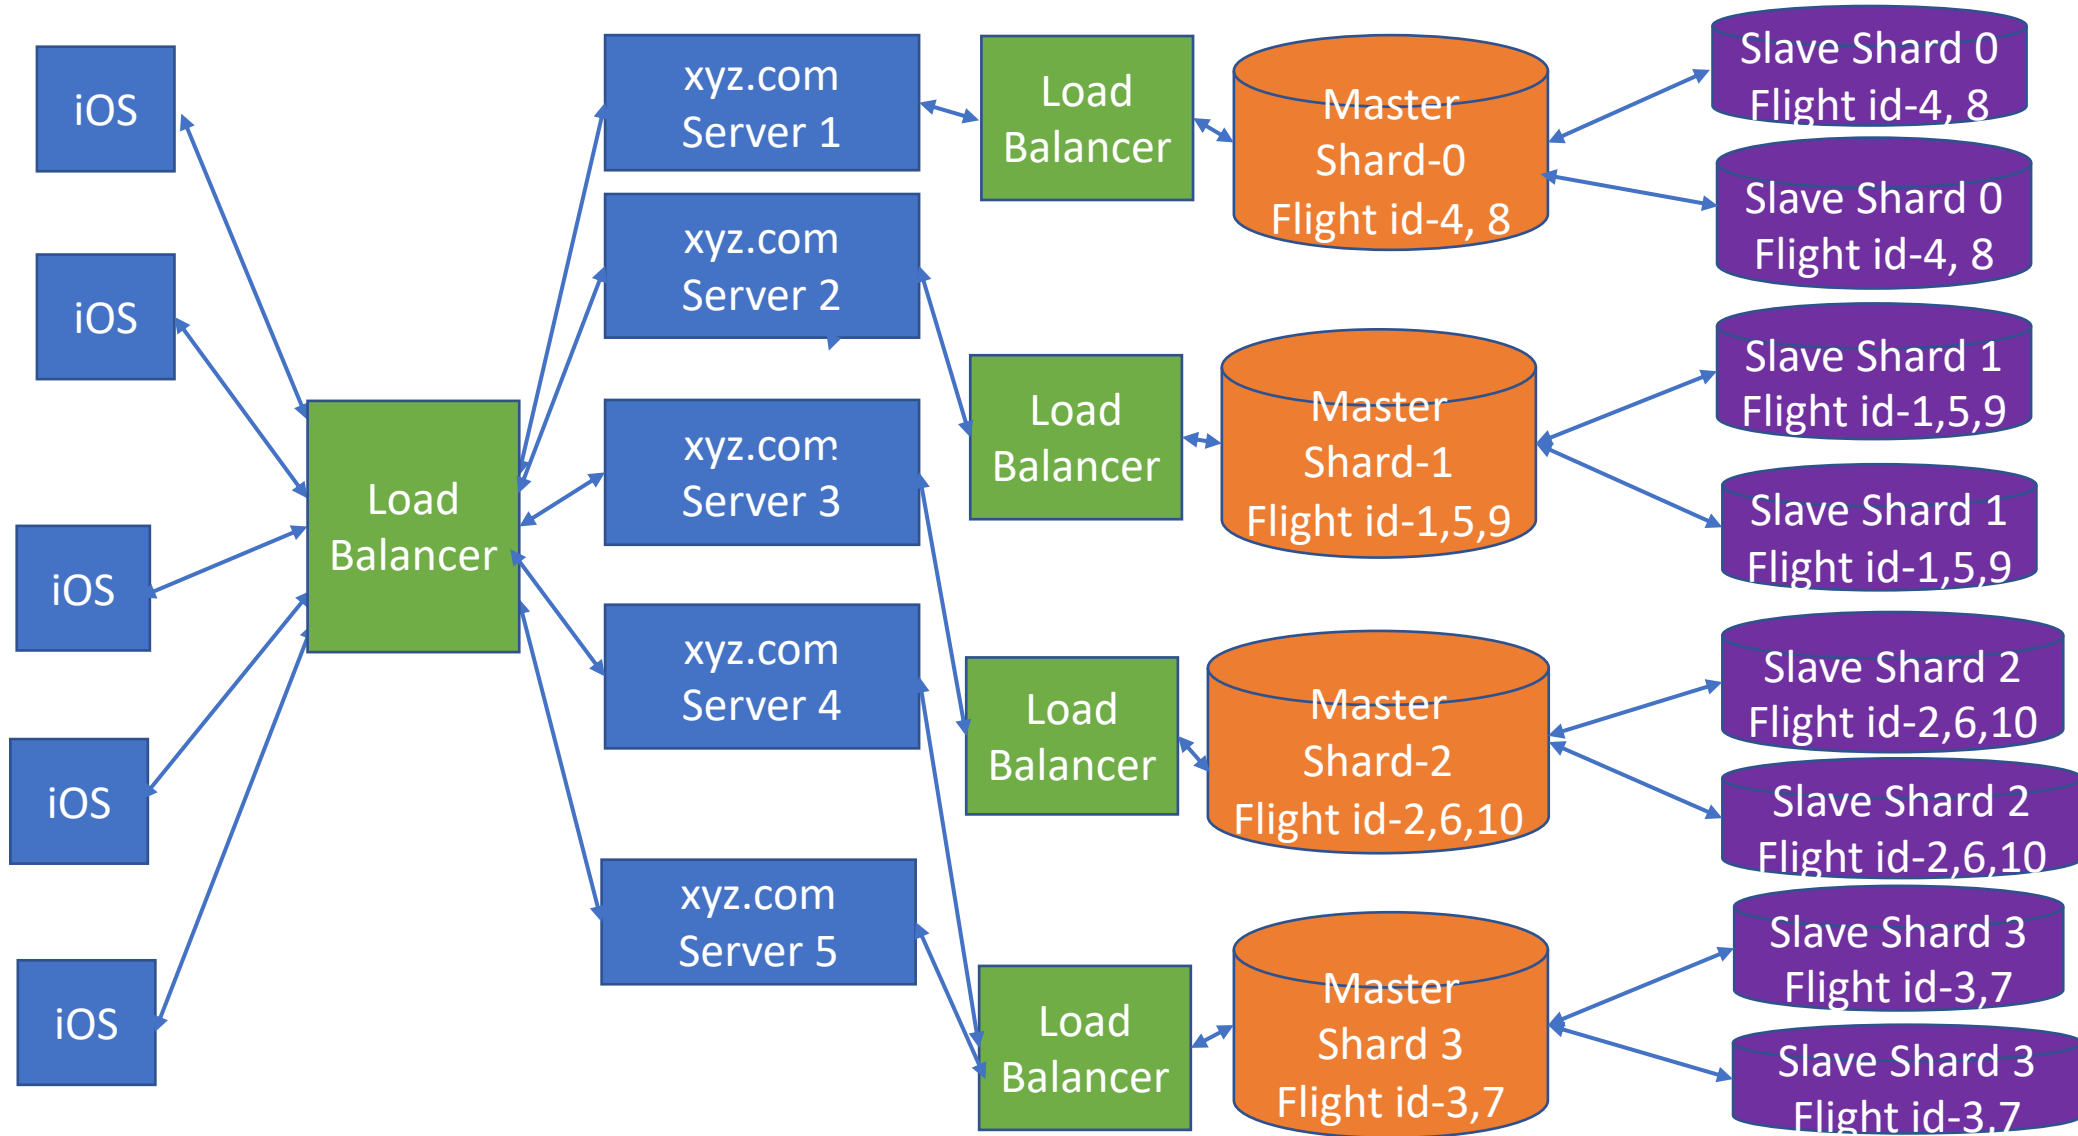 iOS
iOS
iOS
iOS
iOS
Load
Balancer
xyz.com
Server 1
xyz.com
Server 2
xyz.com
Server 3
xyz.com
Server 4
xyz.com
Server 5
Load
Balancer
Load
Balancer
Load
Balancer
Load
Balancer
Master
Shard-0
Flight id-4, 8
Master
Shard-1
Flight id-1,5,9
Master
Shard-2
Flight id-2,6,10
Master
Shard 3
Flight id-3,7
Slave Shard 0
Flight id-4, 8
Slave Shard 0
Flight id-4, 8
Slave Shard 1
Flight id-1,5,9
Slave Shard 1
Flight id-1,5,9
Slave Shard 2
Flight id-2,6,10
Slave Shard 2
Flight id-2,6,10
Slave Shard 3
Flight id-3,7
Slave Shard 3
Flight id-3,7